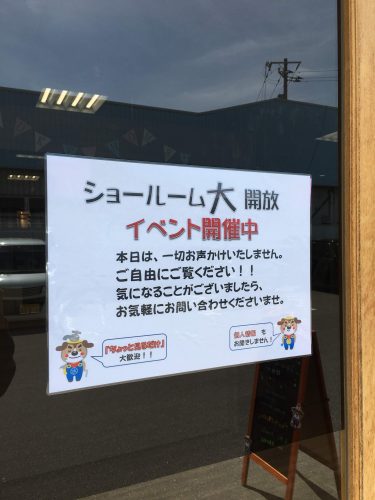 ショールーム大開放
イベント開催中
本日は、一切お声かけいたしません。
ご自由にご覧ください！！
気になることがございましたら、
お気軽にお問い合わせくださいませ。
『ちょっと見るだけ』
大歓迎！！
個人情報 を
お聞きしません！